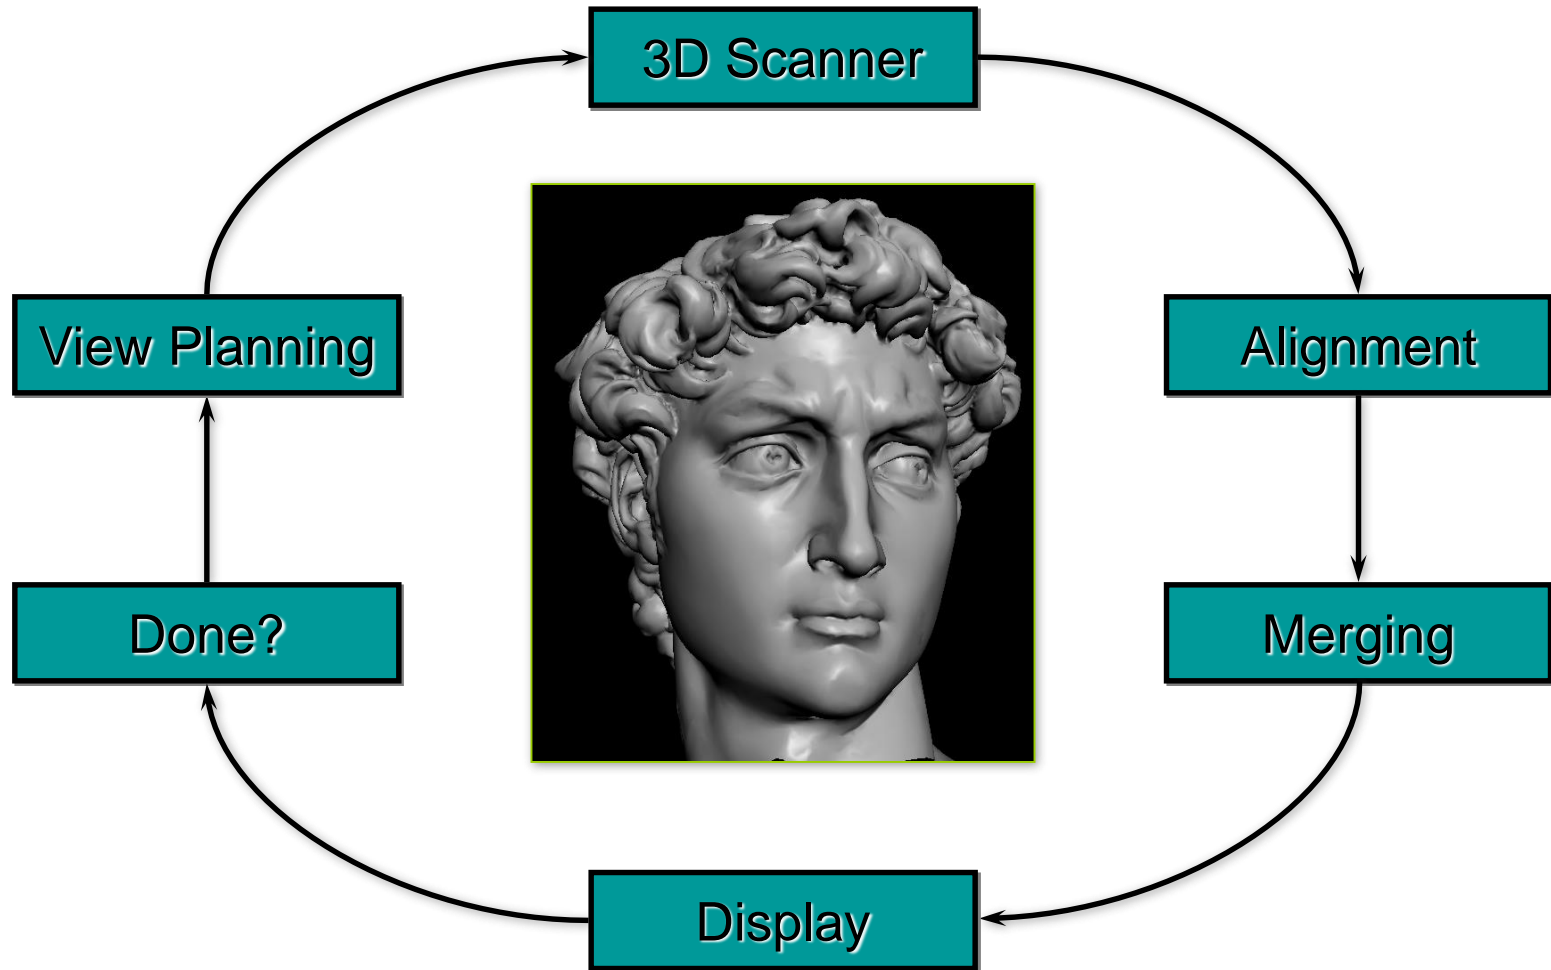 3D Scanner
View Planning
Alignment
Done?
Merging
Display